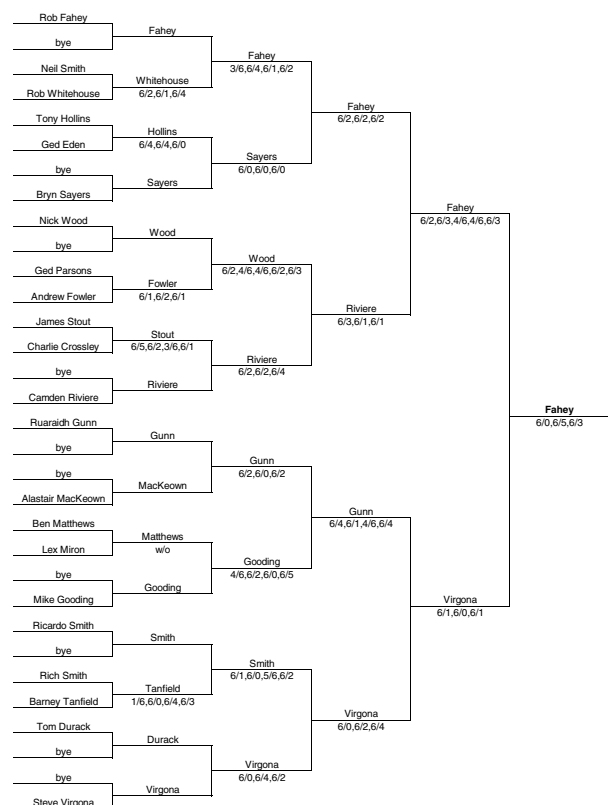 Rob Fahey
bye
Fahey
Neil Smith
Rob Whitehouse
Whitehouse
6/2,6/1,6/4
Fahey
3/6,6/4,6/1,6/2
Tony Hollins
Ged Eden
Hollins
6/4,6/4,6/0
bye
Bryn Sayers
Sayers
Sayers
6/0,6/0,6/0
Fahey
6/2,6/2,6/2
Nick Wood
bye
Wood
Ged Parsons
Andrew Fowler
Fowler
6/1,6/2,6/1
Wood
6/2,4/6,4/6,6/2,6/3
James Stout
Charlie Crossley
Stout
6/5,6/2,3/6,6/1
bye
Camden Riviere
Riviere
Riviere
6/2,6/2,6/4
Riviere
6/3,6/1,6/1
Fahey
6/2,6/3,4/6,4/6,6/3
Ruaraidh Gunn
bye
Gunn
bye
Alastair MacKeown
MacKeown
Gunn
6/2,6/0,6/2
Ben Matthews
Lex Miron
Matthews
w/o
bye
Mike Gooding
Gooding
Gooding
4/6,6/2,6/0,6/5
Gunn
6/4,6/1,4/6,6/4
Ricardo Smith
bye
Smith
Rich Smith
Barney Tanfield
Tanfield
1/6,6/0,6/4,6/3
Smith
6/1,6/0,5/6,6/2
Tom Durack
bye
Durack
bye
Steve Virgona
Virgona
Virgona
6/0,6/4,6/2
Virgona
6/0,6/2,6/4
Virgona
6/1,6/0,6/1
Fahey
6/0,6/5,6/3